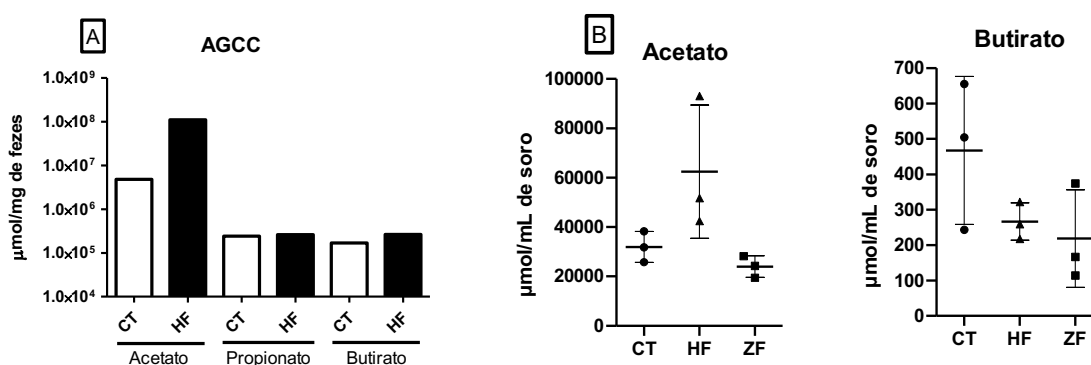 A
AGCC
µmol/mg de fezes
1.0×10⁹
1.0×10⁸
1.0×10⁷
1.0×10⁶
1.0×10⁵
1.0×10⁴
CT HF CT HF CT HF
Acetato Propionato Butirato
B
Acetato
µmol/mL de soro
100000
80000
60000
40000
20000
0
CT HF ZF
Butirato
µmol/mL de soro
700
600
500
400
300
200
100
0
CT HF ZF